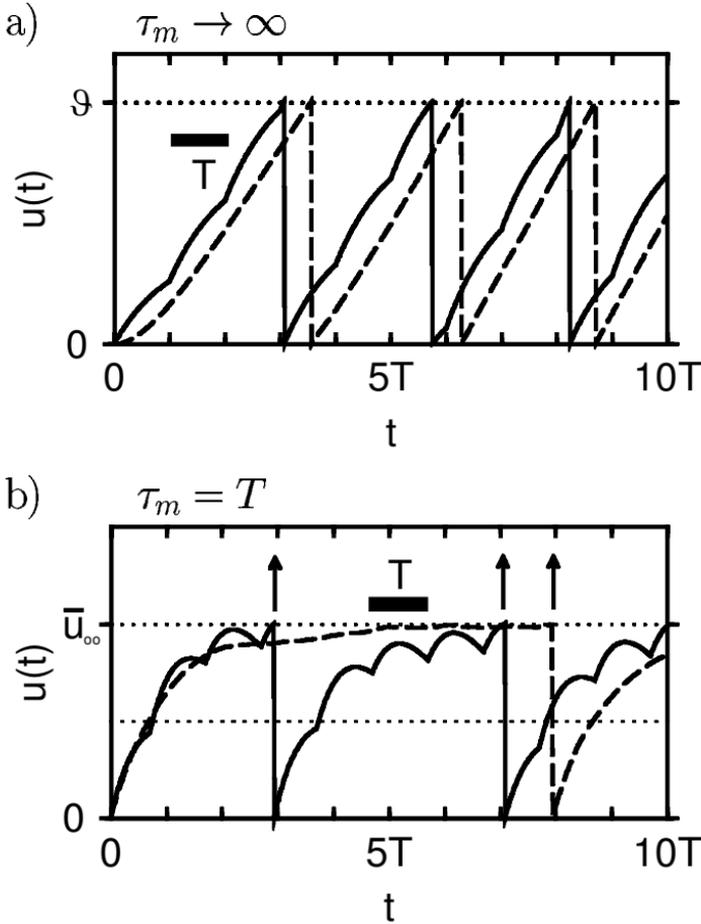 a) τₘ → ∞
ϑ
T
u(t)
0
0 5T 10T
t
b) τₘ = T
T
ū∞
u(t)
0
0 5T 10T
t